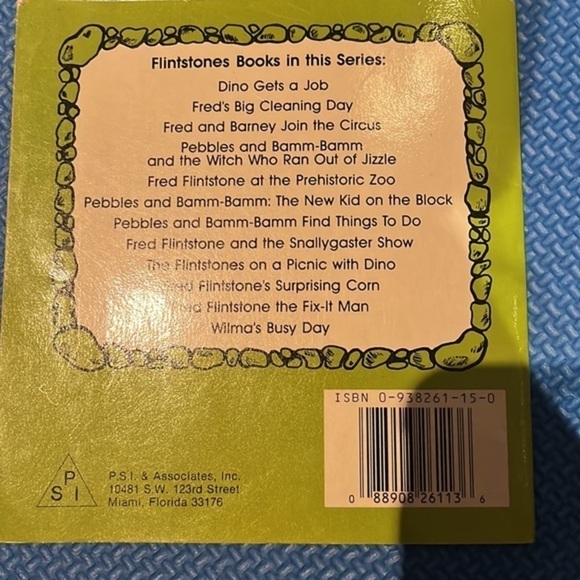 Flintstones Books in this Series:
Dino Gets a Job
Fred's Big Cleaning Day
Fred and Barney Join the Circus
Pebbles and Bamm-Bamm
and the Witch Who Ran Out of Jizzle
Fred Flintstone at the Prehistoric Zoo
Pebbles and Bamm-Bamm: The New Kid on the Block
Pebbles and Bamm-Bamm Find Things To Do
Fred Flintstone and the Snallygaster Show
The Flintstones on a Picnic with Dino
Fred Flintstone's Surprising Corn
Fred Flintstone the Fix-It Man
Wilma's Busy Day
ISBN 0-938261-15-0
0 88908 26113 6
P
S I
P.S.I. & Associates, Inc.
10481 S.W. 123rd Street
Miami, Florida 33176